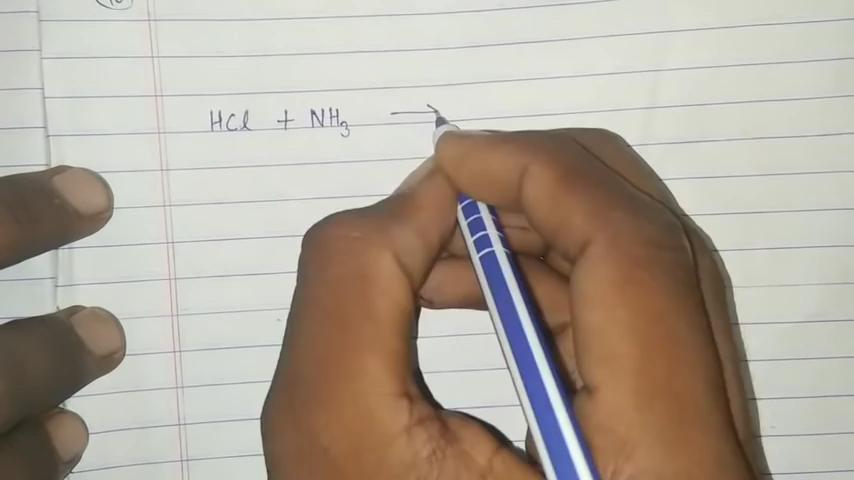 HCl + NH₃ →